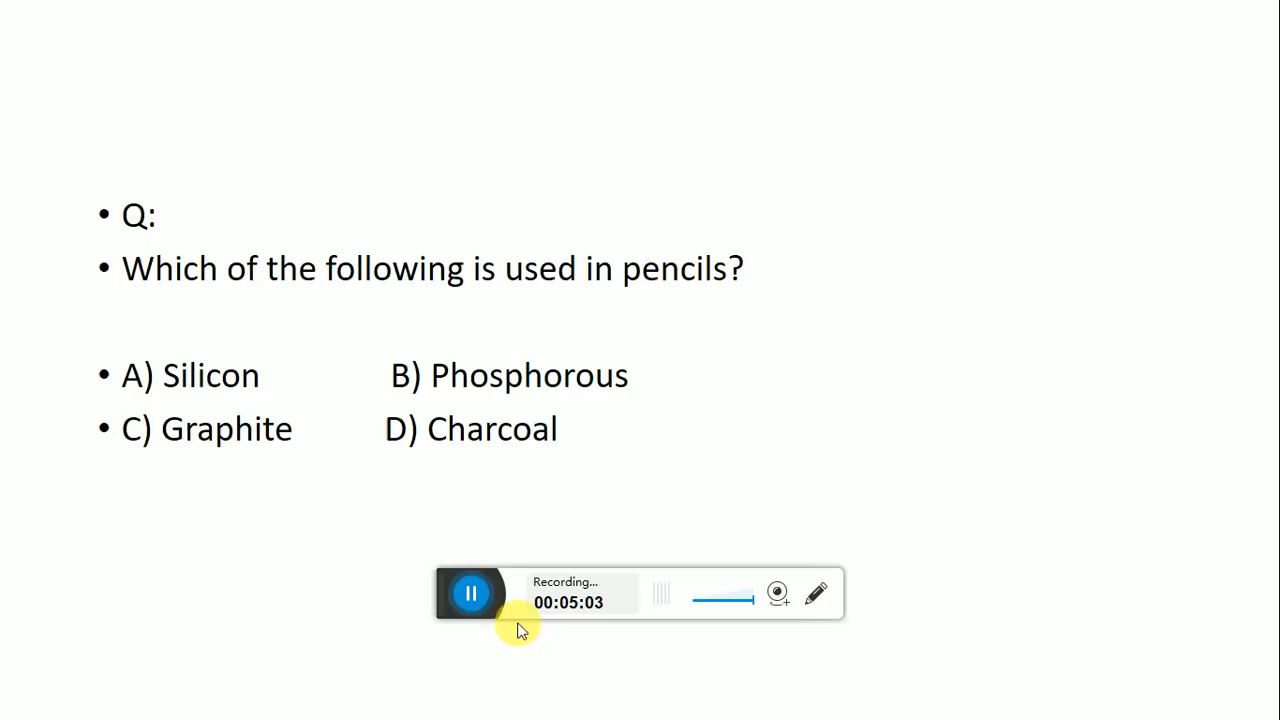 • Q:
• Which of the following is used in pencils?
• A) Silicon B) Phosphorous
• C) Graphite D) Charcoal
Recording...
00:05:03